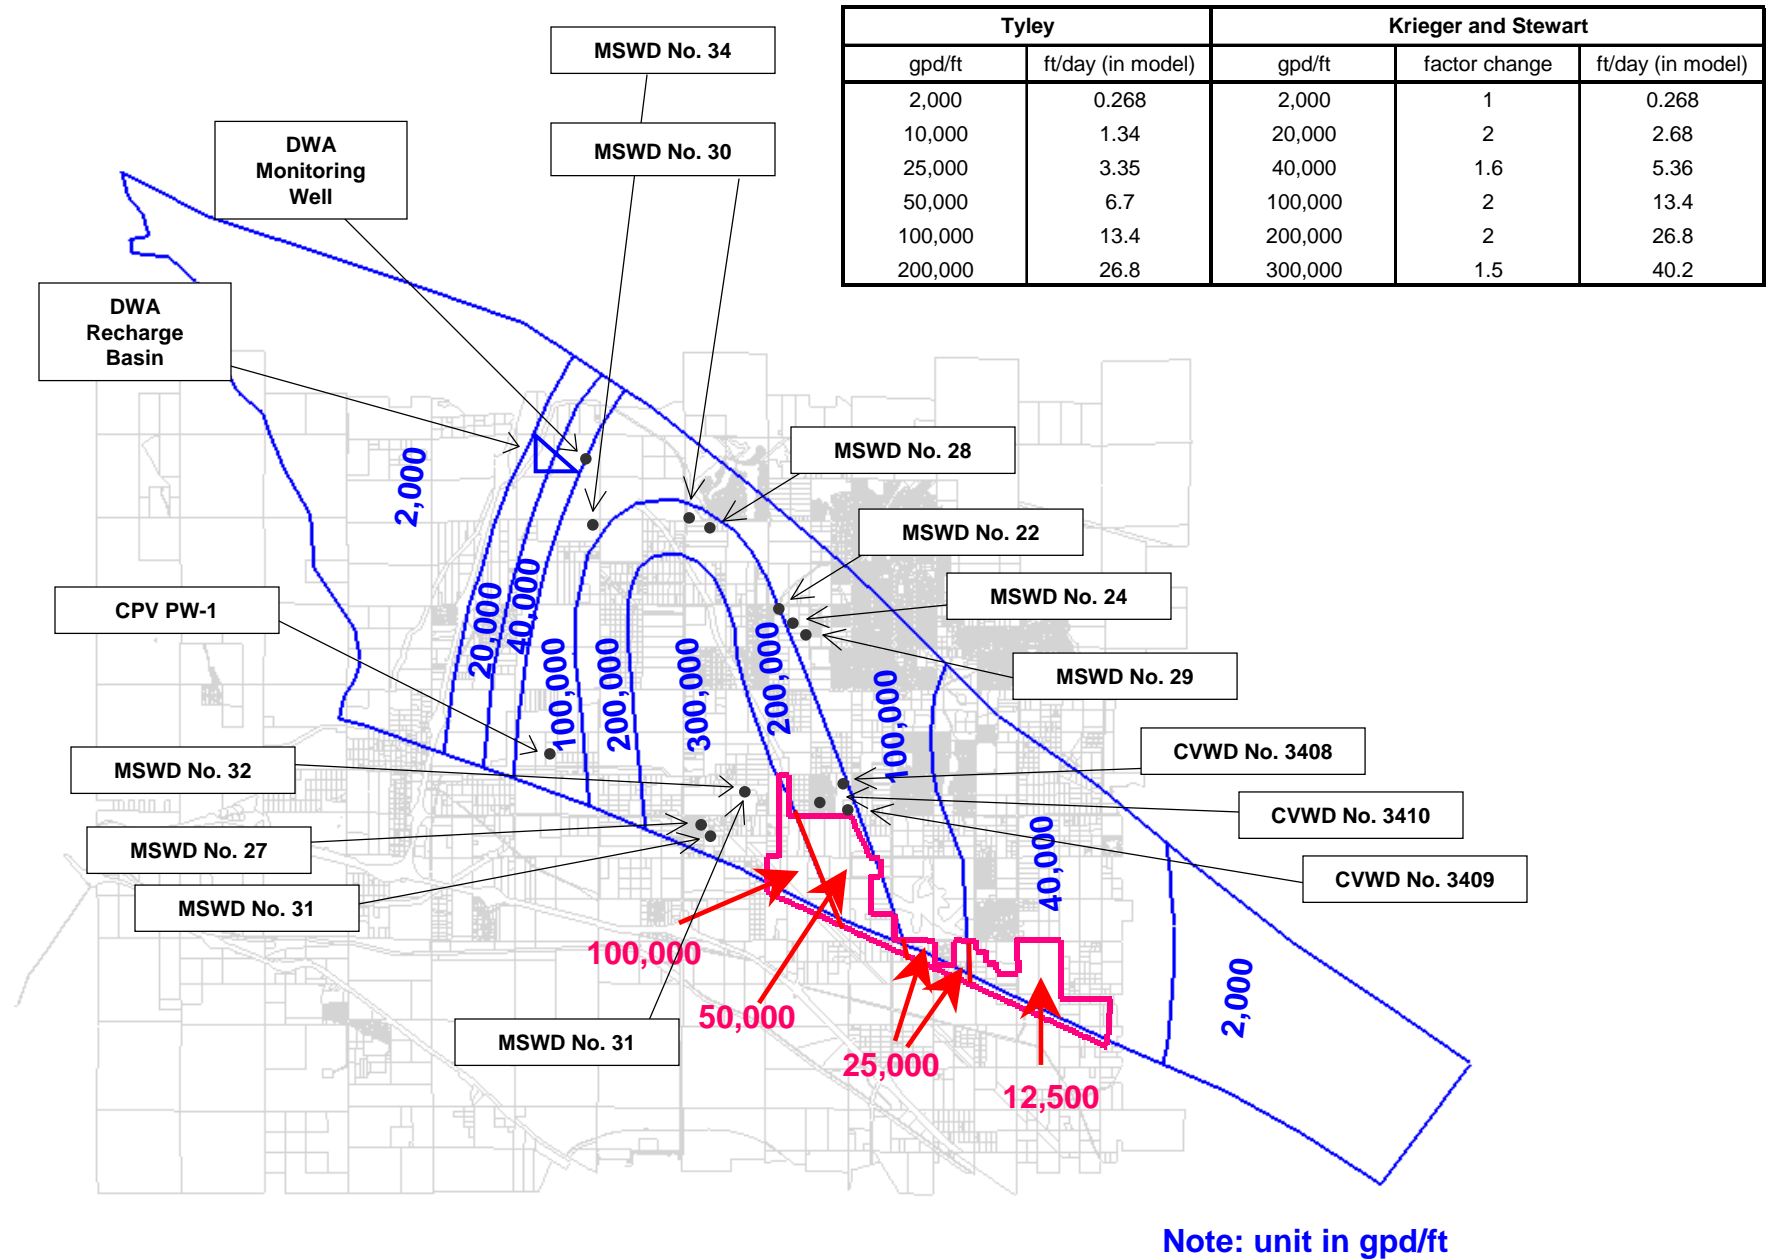 Tyley Krieger and Stewart
gpd/ft ft/day (in model) gpd/ft factor change ft/day (in model)
2,000 0.268 2,000 1 0.268
10,000 1.34 20,000 2 2.68
25,000 3.35 40,000 1.6 5.36
50,000 6.7 100,000 2 13.4
100,000 13.4 200,000 2 26.8
200,000 26.8 300,000 1.5 40.2
MSWD No. 34
MSWD No. 30
DWA
Monitoring
Well
DWA
Recharge
Basin
MSWD No. 28
MSWD No. 22
MSWD No. 24
MSWD No. 29
CPV PW-1
2,000
20,000
40,000
100,000
200,000
300,000
200,000
100,000
40,000
2,000
MSWD No. 32
MSWD No. 27
MSWD No. 31
MSWD No. 31
CVWD No. 3408
CVWD No. 3410
CVWD No. 3409
100,000
50,000
25,000
12,500
Note: unit in gpd/ft